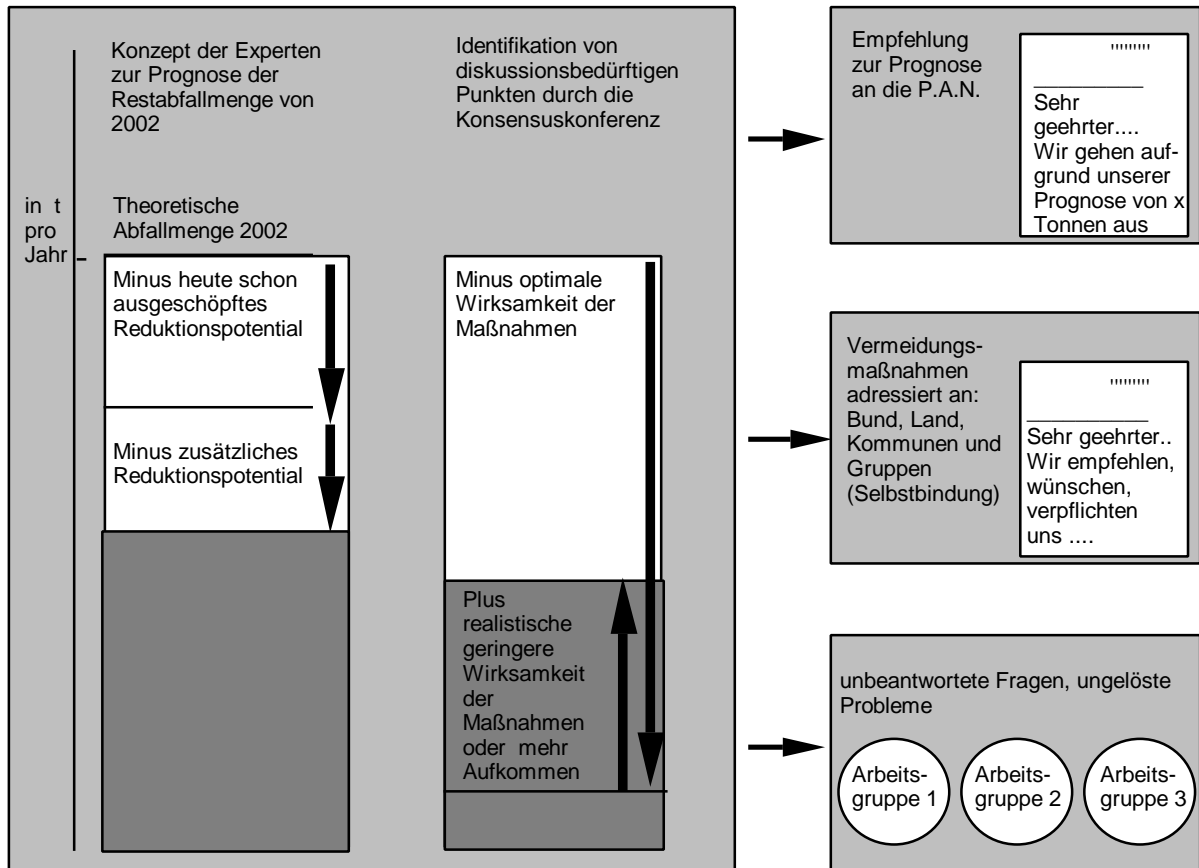 Konzept der Experten
zur Prognose der
Restabfallmenge von
2002
Identifikation von
diskussionsbedürftigen
Punkten durch die
Konsensuskonferenz
in t
pro
Jahr
Theoretische
Abfallmenge 2002
Minus heute schon
ausgeschöpftes
Reduktionspotential
Minus zusätzliches
Reduktionspotential
Minus optimale
Wirksamkeit der
Maßnahmen
Plus
realistische
geringere
Wirksamkeit
der
Maßnahmen
oder mehr
Aufkommen
Empfehlung
zur Prognose
an die P.A.N.
"""""
__________
Sehr
geehrter....
Wir gehen auf-
grund unserer
Prognose von x
Tonnen aus
Vermeidungs-
maßnahmen
adressiert an:
Bund, Land,
Kommunen und
Gruppen
(Selbstbindung)
"""""
___________
Sehr geehrter..
Wir empfehlen,
wünschen,
verpflichten
uns ....
unbeantwortete Fragen, ungelöste
Probleme
Arbeits-
gruppe 1
Arbeits-
gruppe 2
Arbeits-
gruppe 3